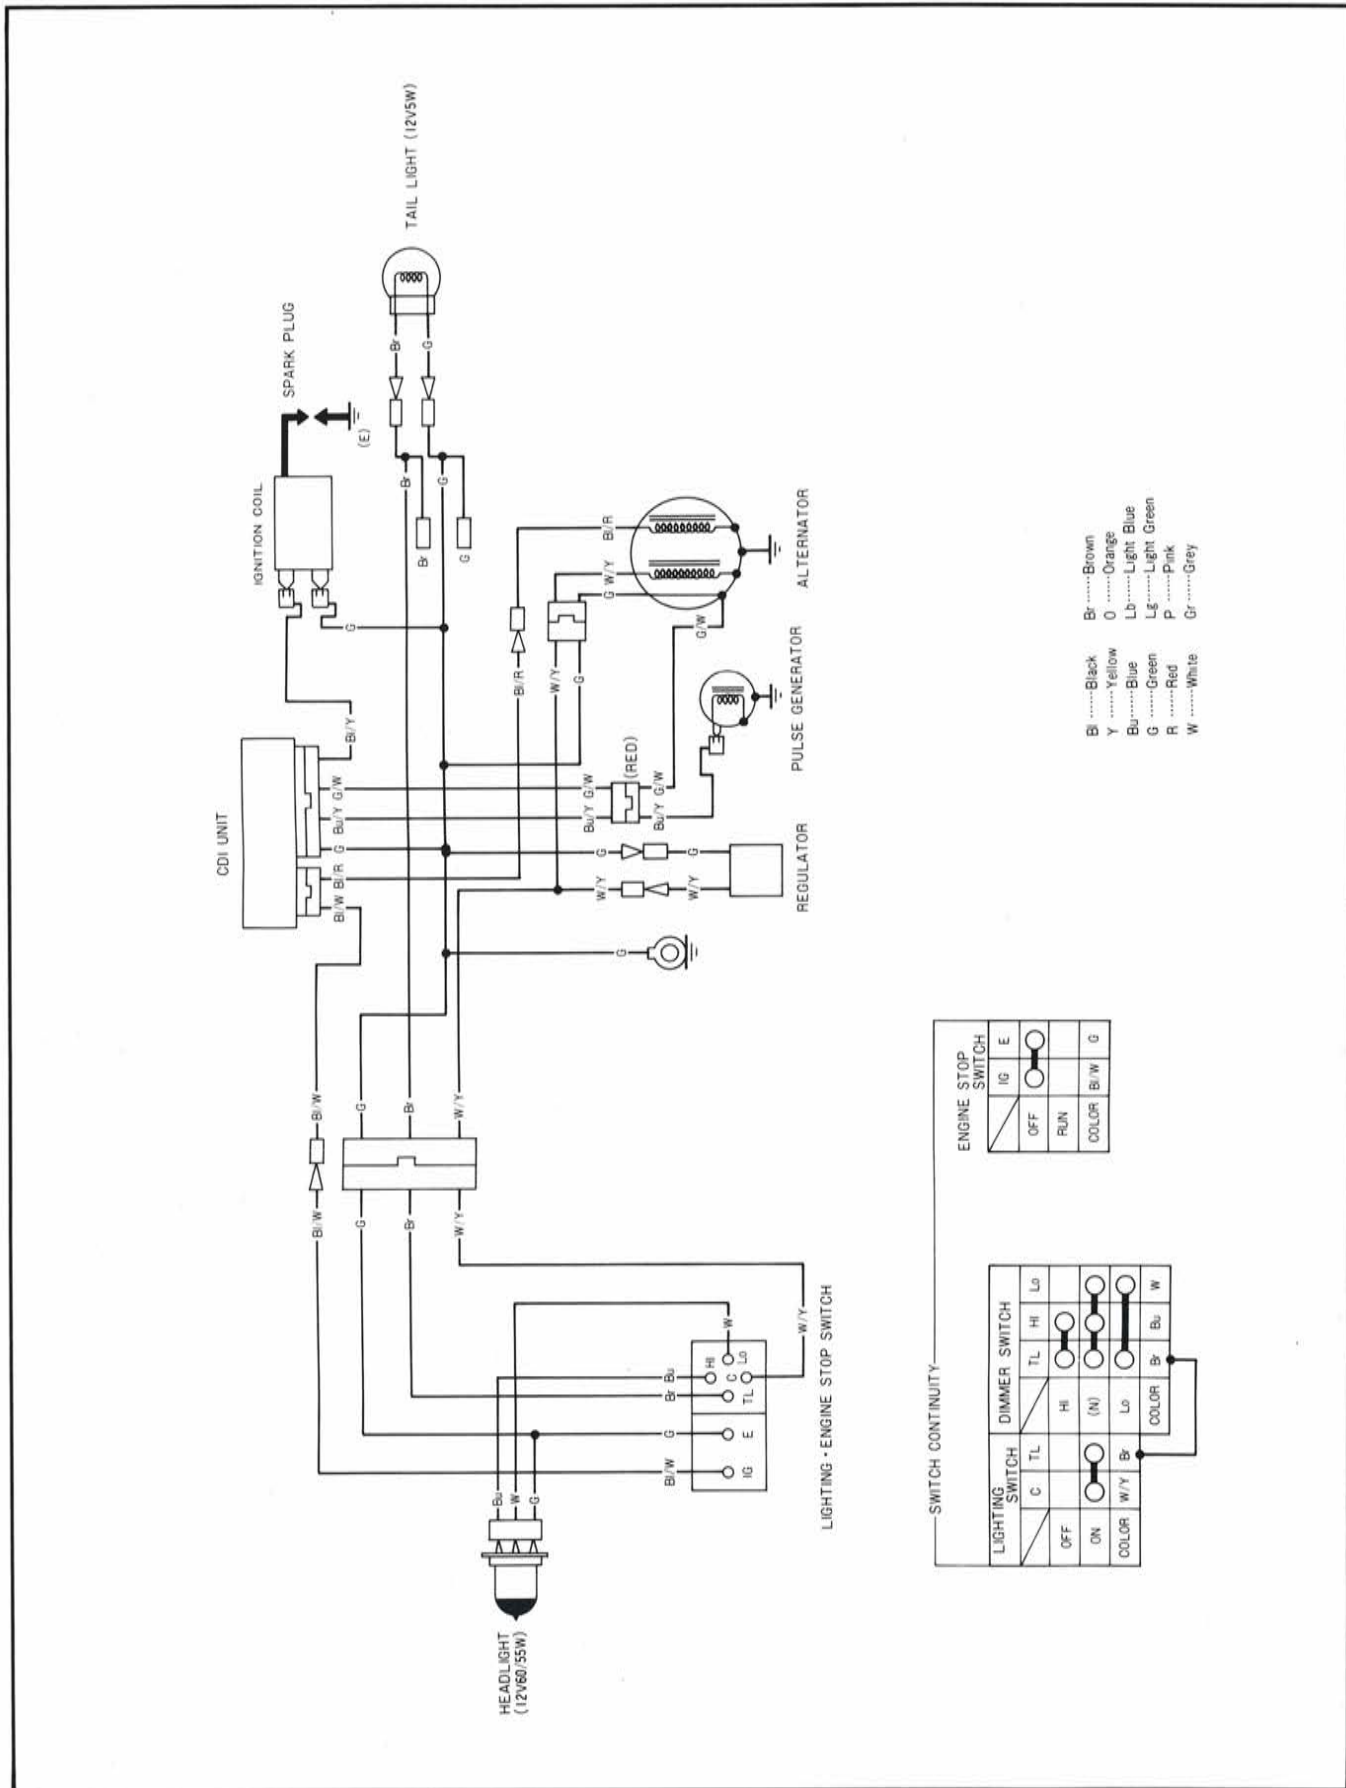 TAIL LIGHT (12V5W)
SPARK PLUG
(E)
IGNITION COIL
Br
G
Br
G
Br
G
G
Bl/R
W/Y
G
G/W
ALTERNATOR
Bl/R
W/Y
G
PULSE GENERATOR
CDI UNIT
Bl/Y
G/W
Bu/Y
G
Bl/R
Bl/W
(RED)
G/W
Bu/Y
G/W
Bu/Y
G
G
W/Y
W/Y
REGULATOR
G
Bl/W
G
Br
W/Y
Bl/W
G
Br
W/Y
W
W/Y
Bu
Br
G
Bl/W
HI
Lo
C
TL
E
IG
LIGHTING · ENGINE STOP SWITCH
Bu
W
G
HEADLIGHT
(12V60/55W)
Bl ------Black
Y ------Yellow
Bu------Blue
G ------Green
R ------Red
W ------White
Br ------Brown
O ------Orange
Lb------Light Blue
Lg------Light Green
P ------Pink
Gr ------Grey
SWITCH CONTINUITY
LIGHTING
SWITCH
C TL
OFF
ON
COLOR W/Y Br
DIMMER SWITCH
TL HI Lo
HI
(N)
Lo
COLOR Br Bu W
ENGINE STOP
SWITCH
IG E
OFF
RUN
COLOR Bl/W G